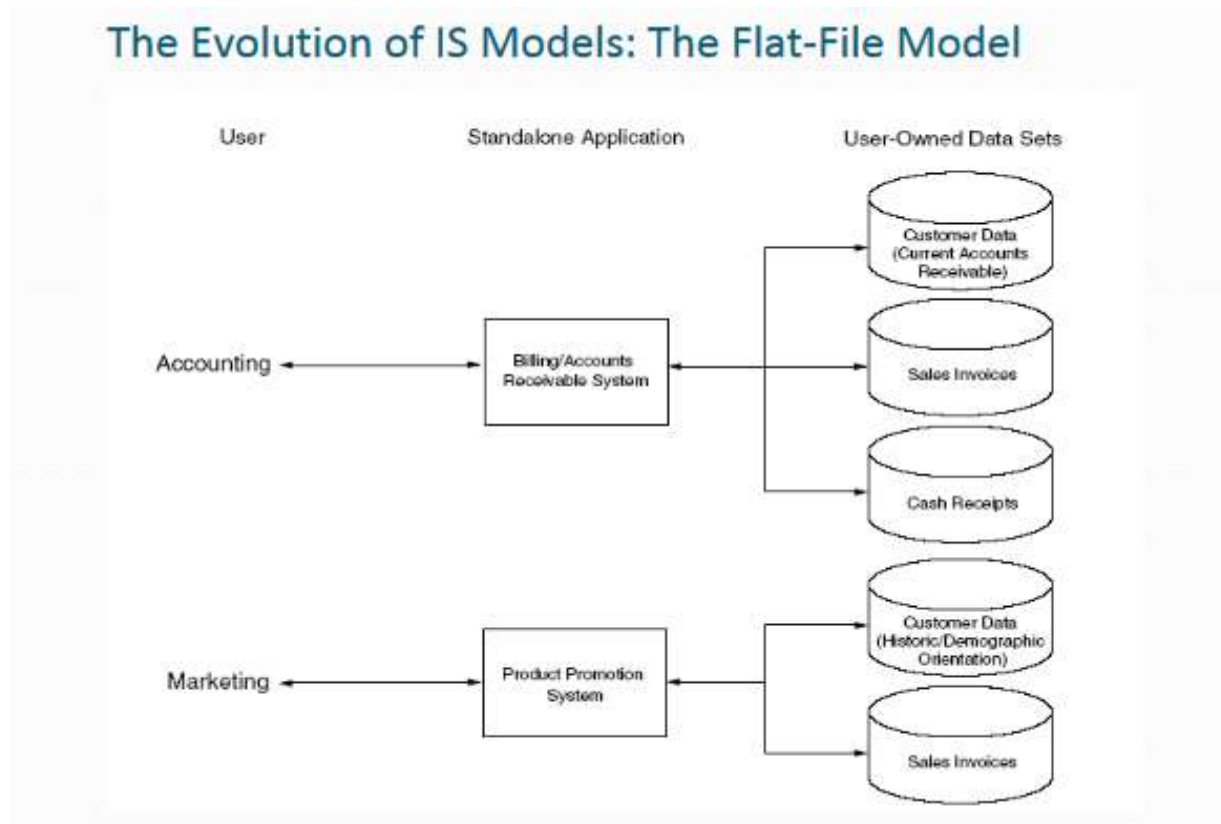 The Evolution of IS Models: The Flat-File Model
User
Standalone Application
User-Owned Data Sets
Customer Data
(Current Accounts
Receivable)
Accounting
Billing/Accounts
Receivable System
Sales Invoices
Cash Receipts
Marketing
Product Promotion
System
Customer Data
(Historic/Demographic
Orientation)
Sales Invoices